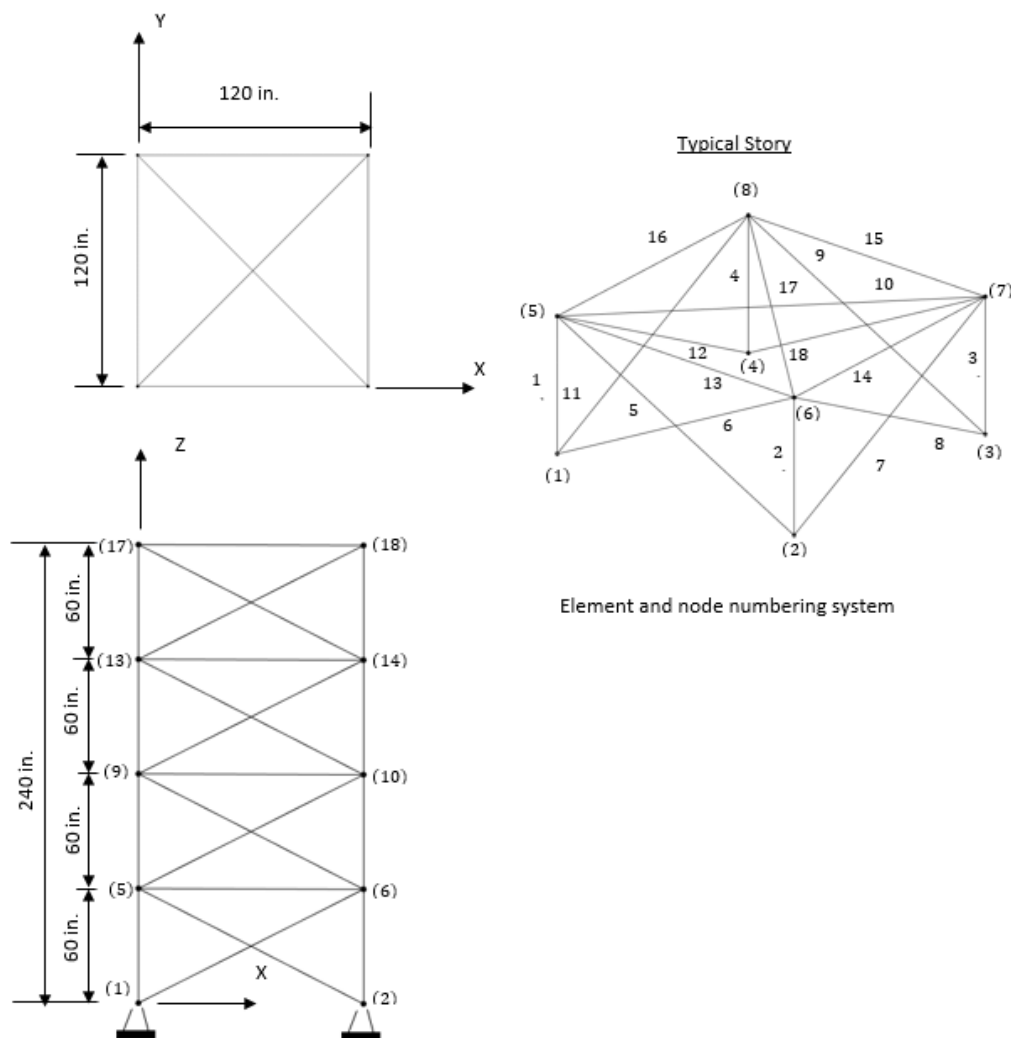 Y
120 in.
120 in.
X
Z
(17)
(18)
60 in.
(13)
(14)
60 in.
240 in.
(9)
(10)
60 in.
(5)
(6)
60 in.
(1)
X
(2)
Typical Story
(8)
16
15
9
4
17
10
(5)
(7)
12
(4)
18
3
1
11
13
14
5
(6)
6
2
8
(3)
(1)
7
(2)
Element and node numbering system